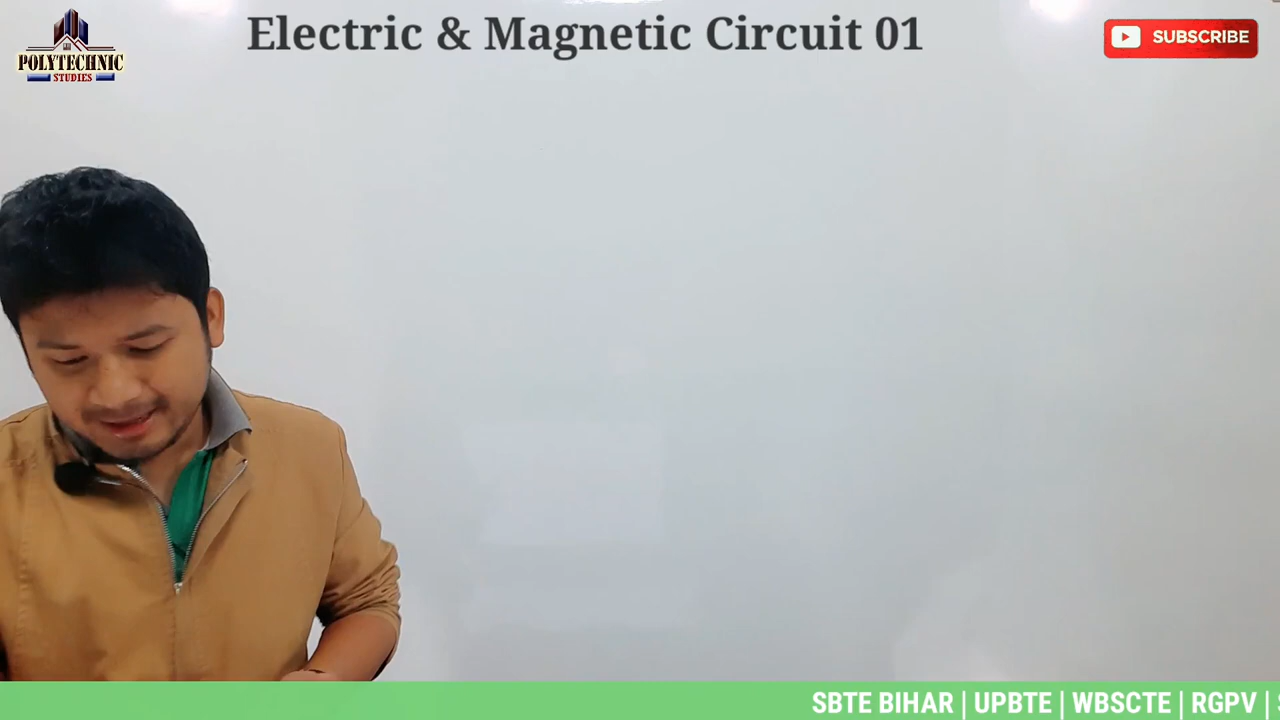 POLYTECHNIC
STUDIES
Electric & Magnetic Circuit 01
SUBSCRIBE
SBTE BIHAR | UPBTE | WBSCTE | RGPV |